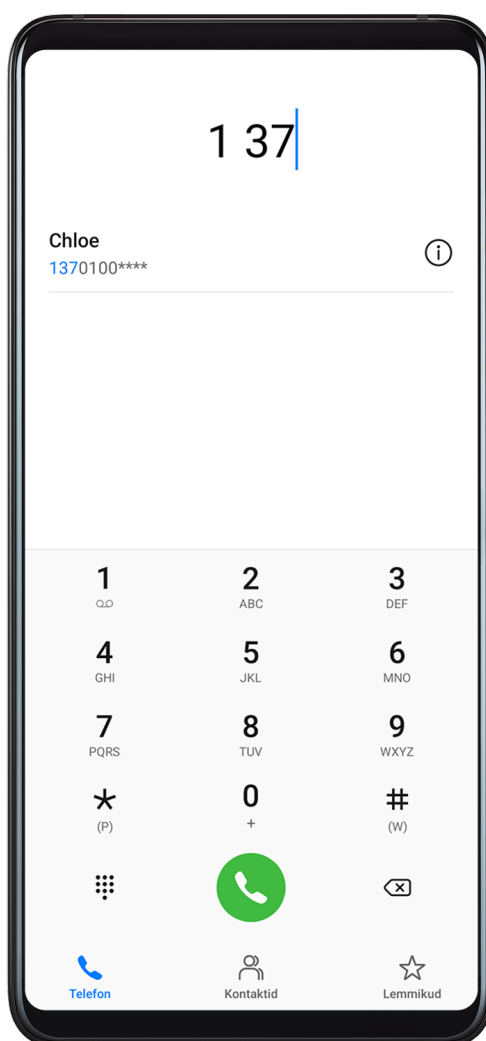 1 37
Chloe
1370100****
1 2 3
ABC DEF
4 5 6
GHI JKL MNO
7 8 9
PQRS TUV WXYZ
* 0 #
(P) + (W)
Telefon Kontaktid Lemmikud